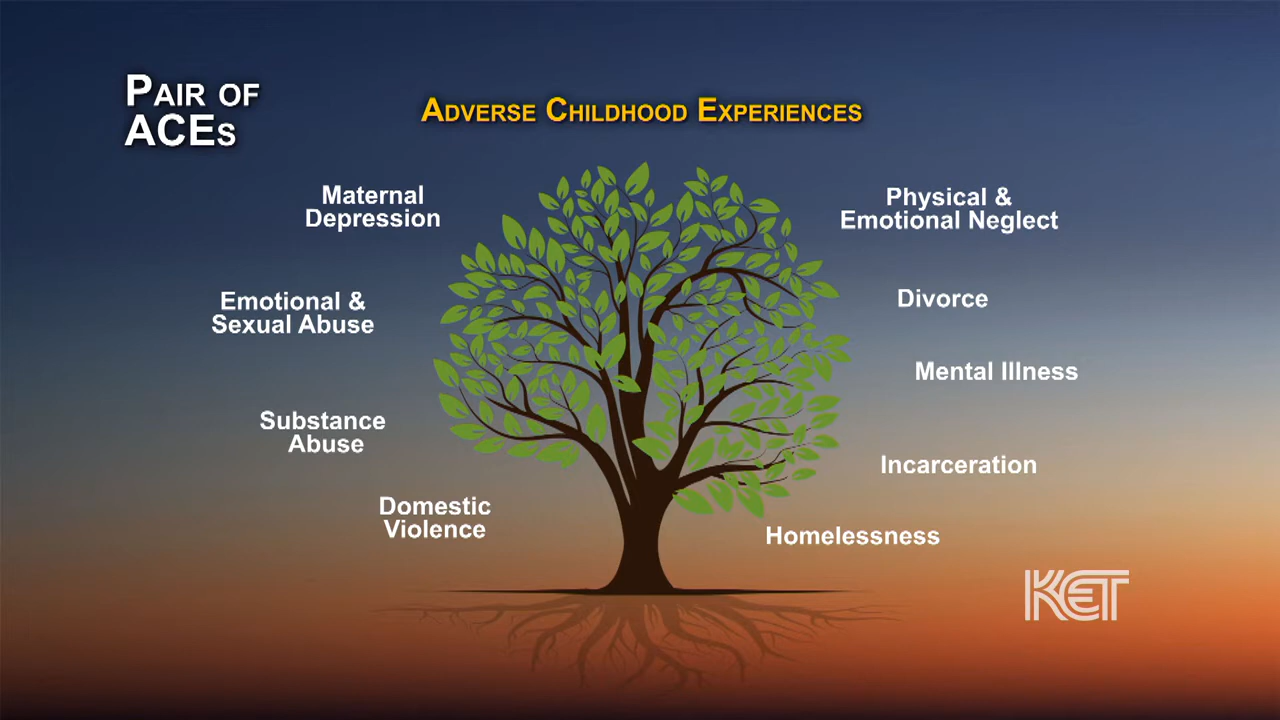 Pair of
ACEs
Adverse Childhood Experiences
Maternal
Depression
Physical &
Emotional Neglect
Emotional &
Sexual Abuse
Divorce
Mental Illness
Substance
Abuse
Incarceration
Domestic
Violence
Homelessness
KET